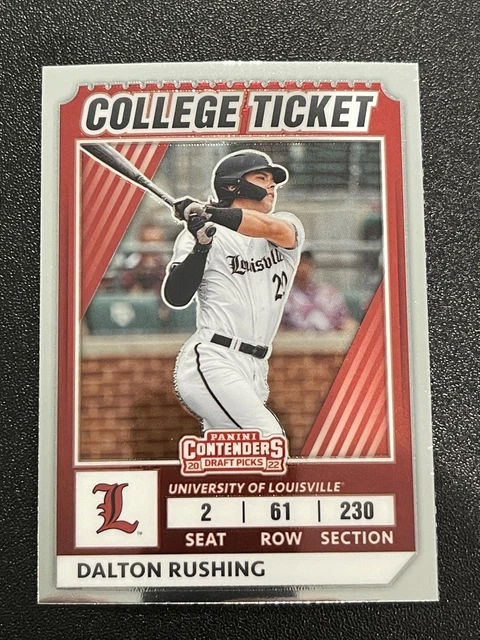 COLLEGE TICKET
Louisville
PANINI
CONTENDERS
20 DRAFT PICKS 22
UNIVERSITY OF LOUISVILLE
L
2 | 61 | 230
SEAT ROW SECTION
DALTON RUSHING